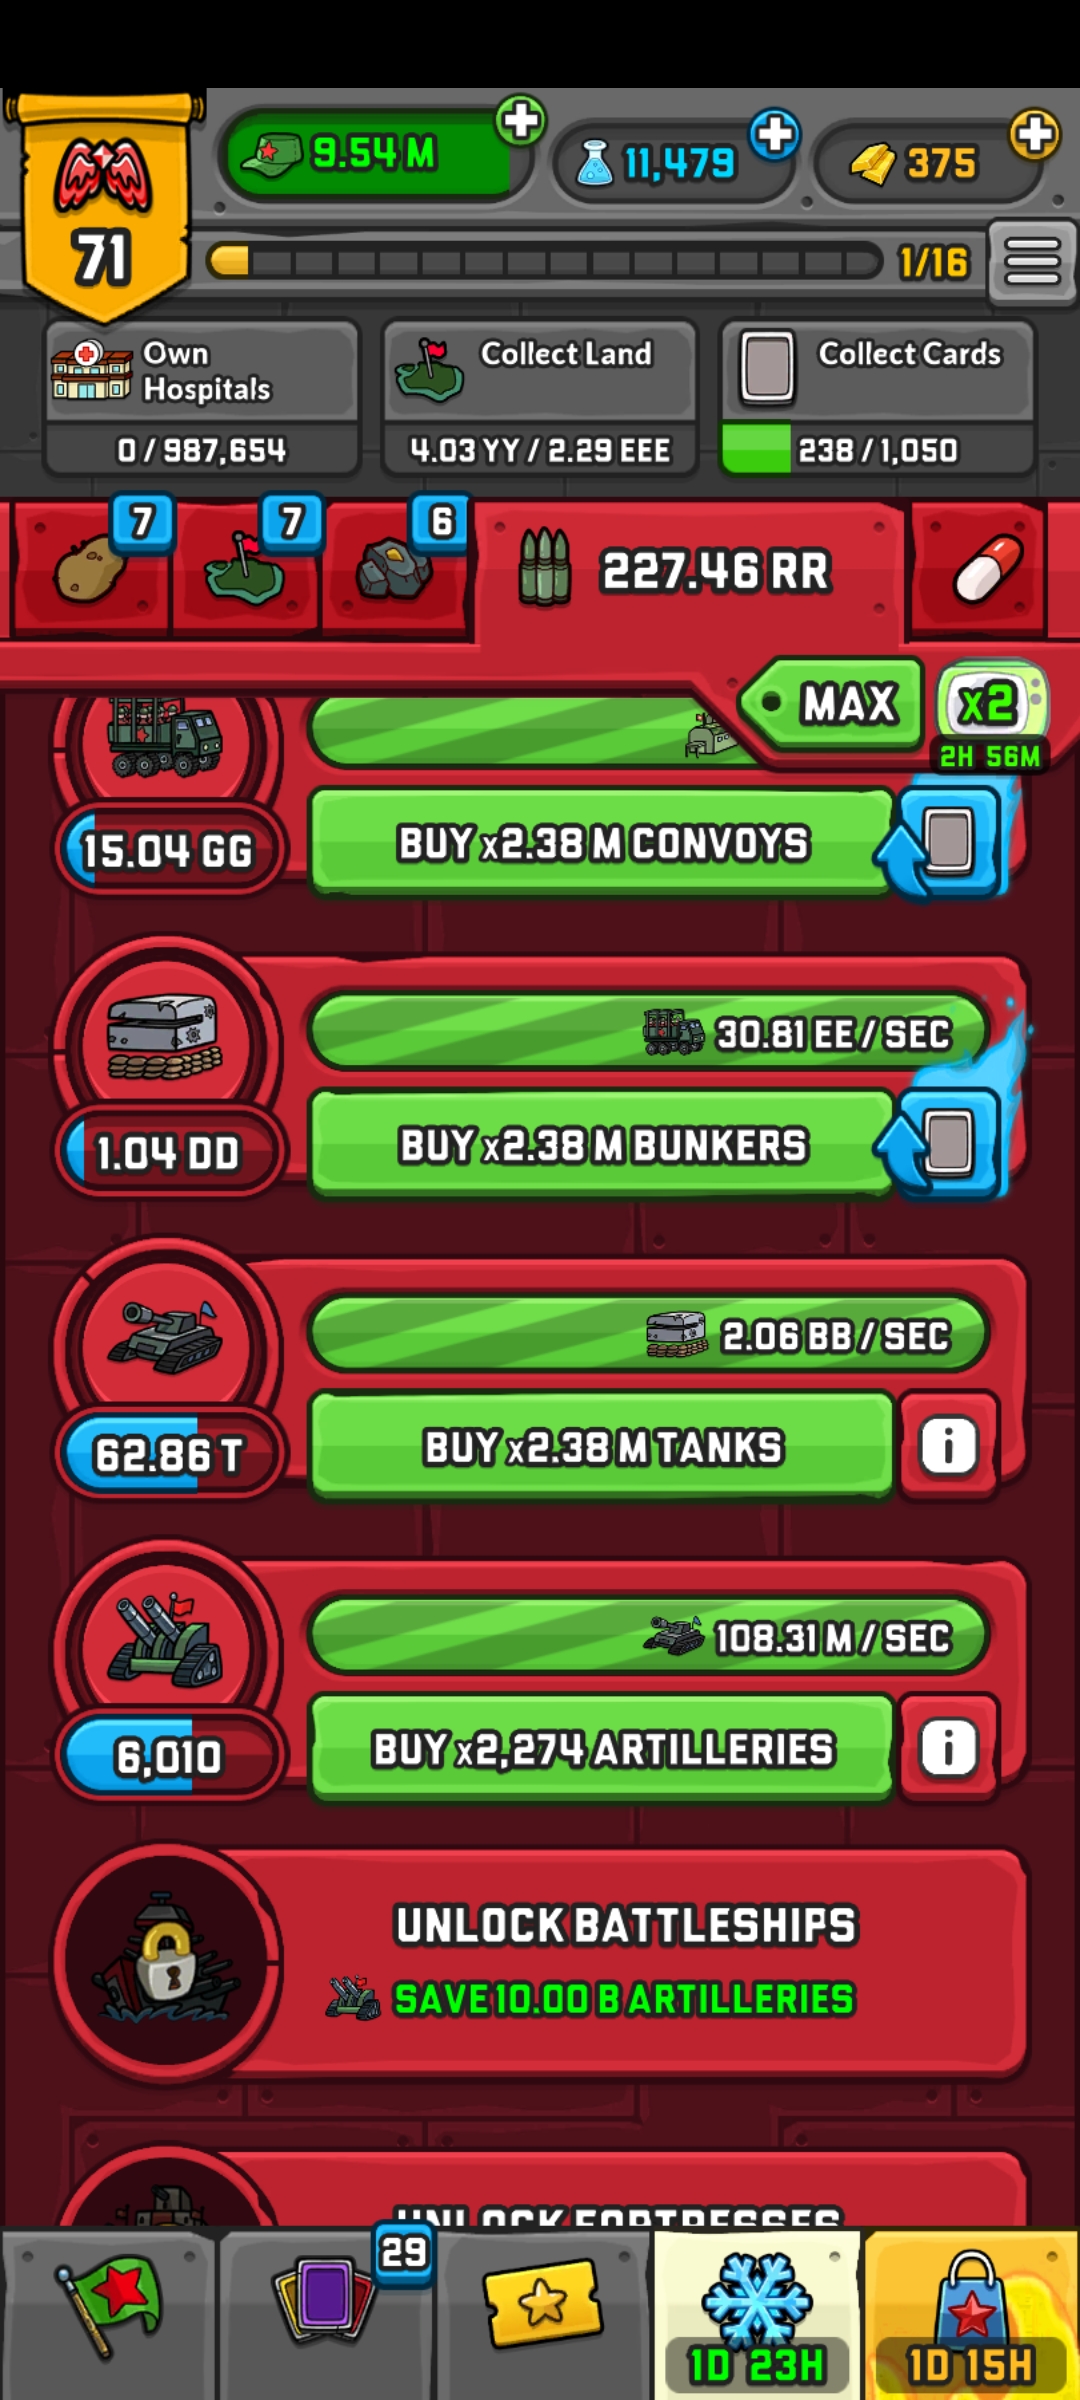 9.54 M
11,479
375
71
1/16
Own
Hospitals
0 / 987,654
Collect Land
4.03 YY / 2.29 EEE
Collect Cards
238 / 1,050
7
7
6
227.46 RR
MAX
x2
2H 56M
15.04 GG
BUY x2.38 M CONVOYS
30.81 EE / SEC
1.04 DD
BUY x2.38 M BUNKERS
2.06 BB / SEC
62.86 T
BUY x2.38 M TANKS
108.31 M / SEC
6,010
BUY x2,274 ARTILLERIES
UNLOCK BATTLESHIPS
SAVE 10.00 B ARTILLERIES
UNLOCK FORTRESSES
29
1D 23H
1D 15H